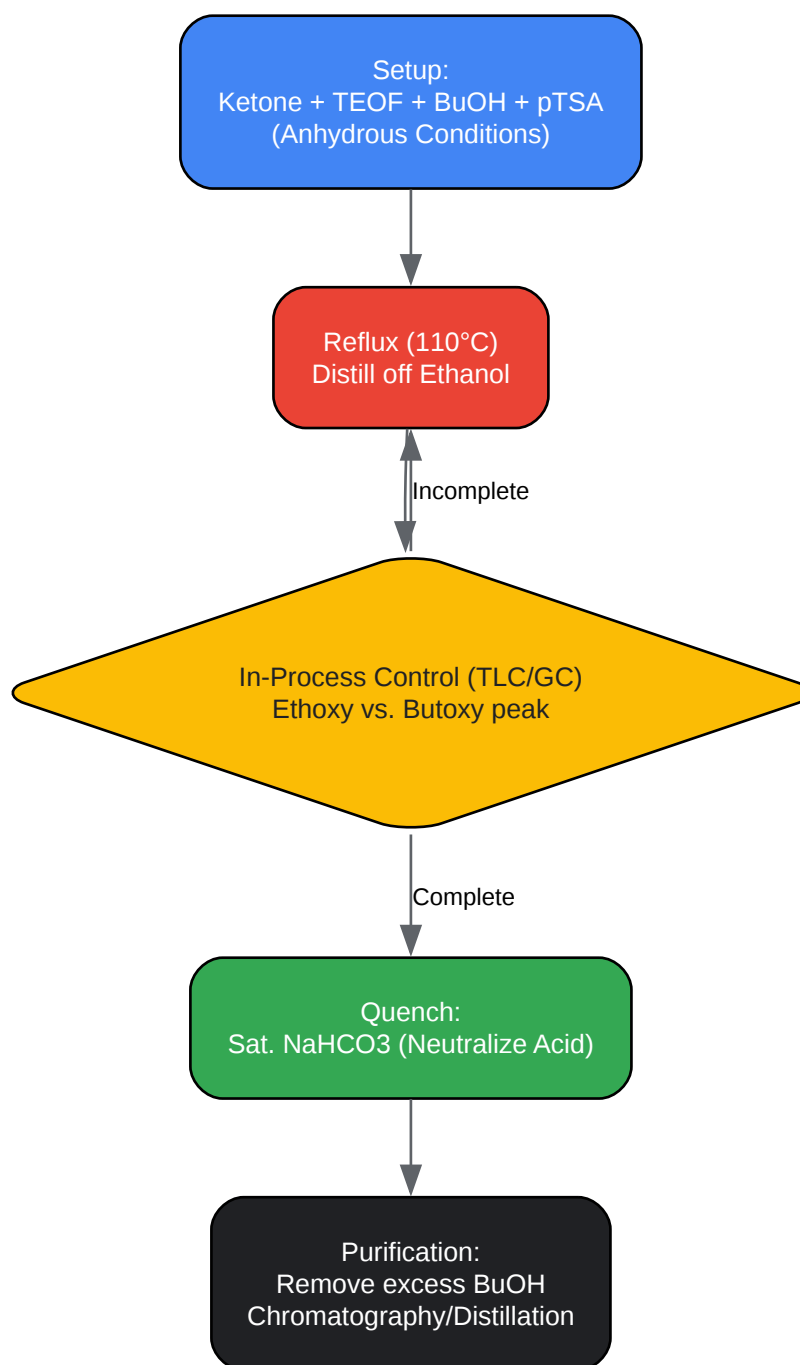 Setup:
Ketone + TEOF + BuOH + pTSA
(Anhydrous Conditions)
Reflux (110°C)
Distill off Ethanol
Incomplete
In-Process Control (TLC/GC)
Ethoxy vs. Butoxy peak
Complete
Quench:
Sat. NaHCO3 (Neutralize Acid)
Purification:
Remove excess BuOH
Chromatography/Distillation